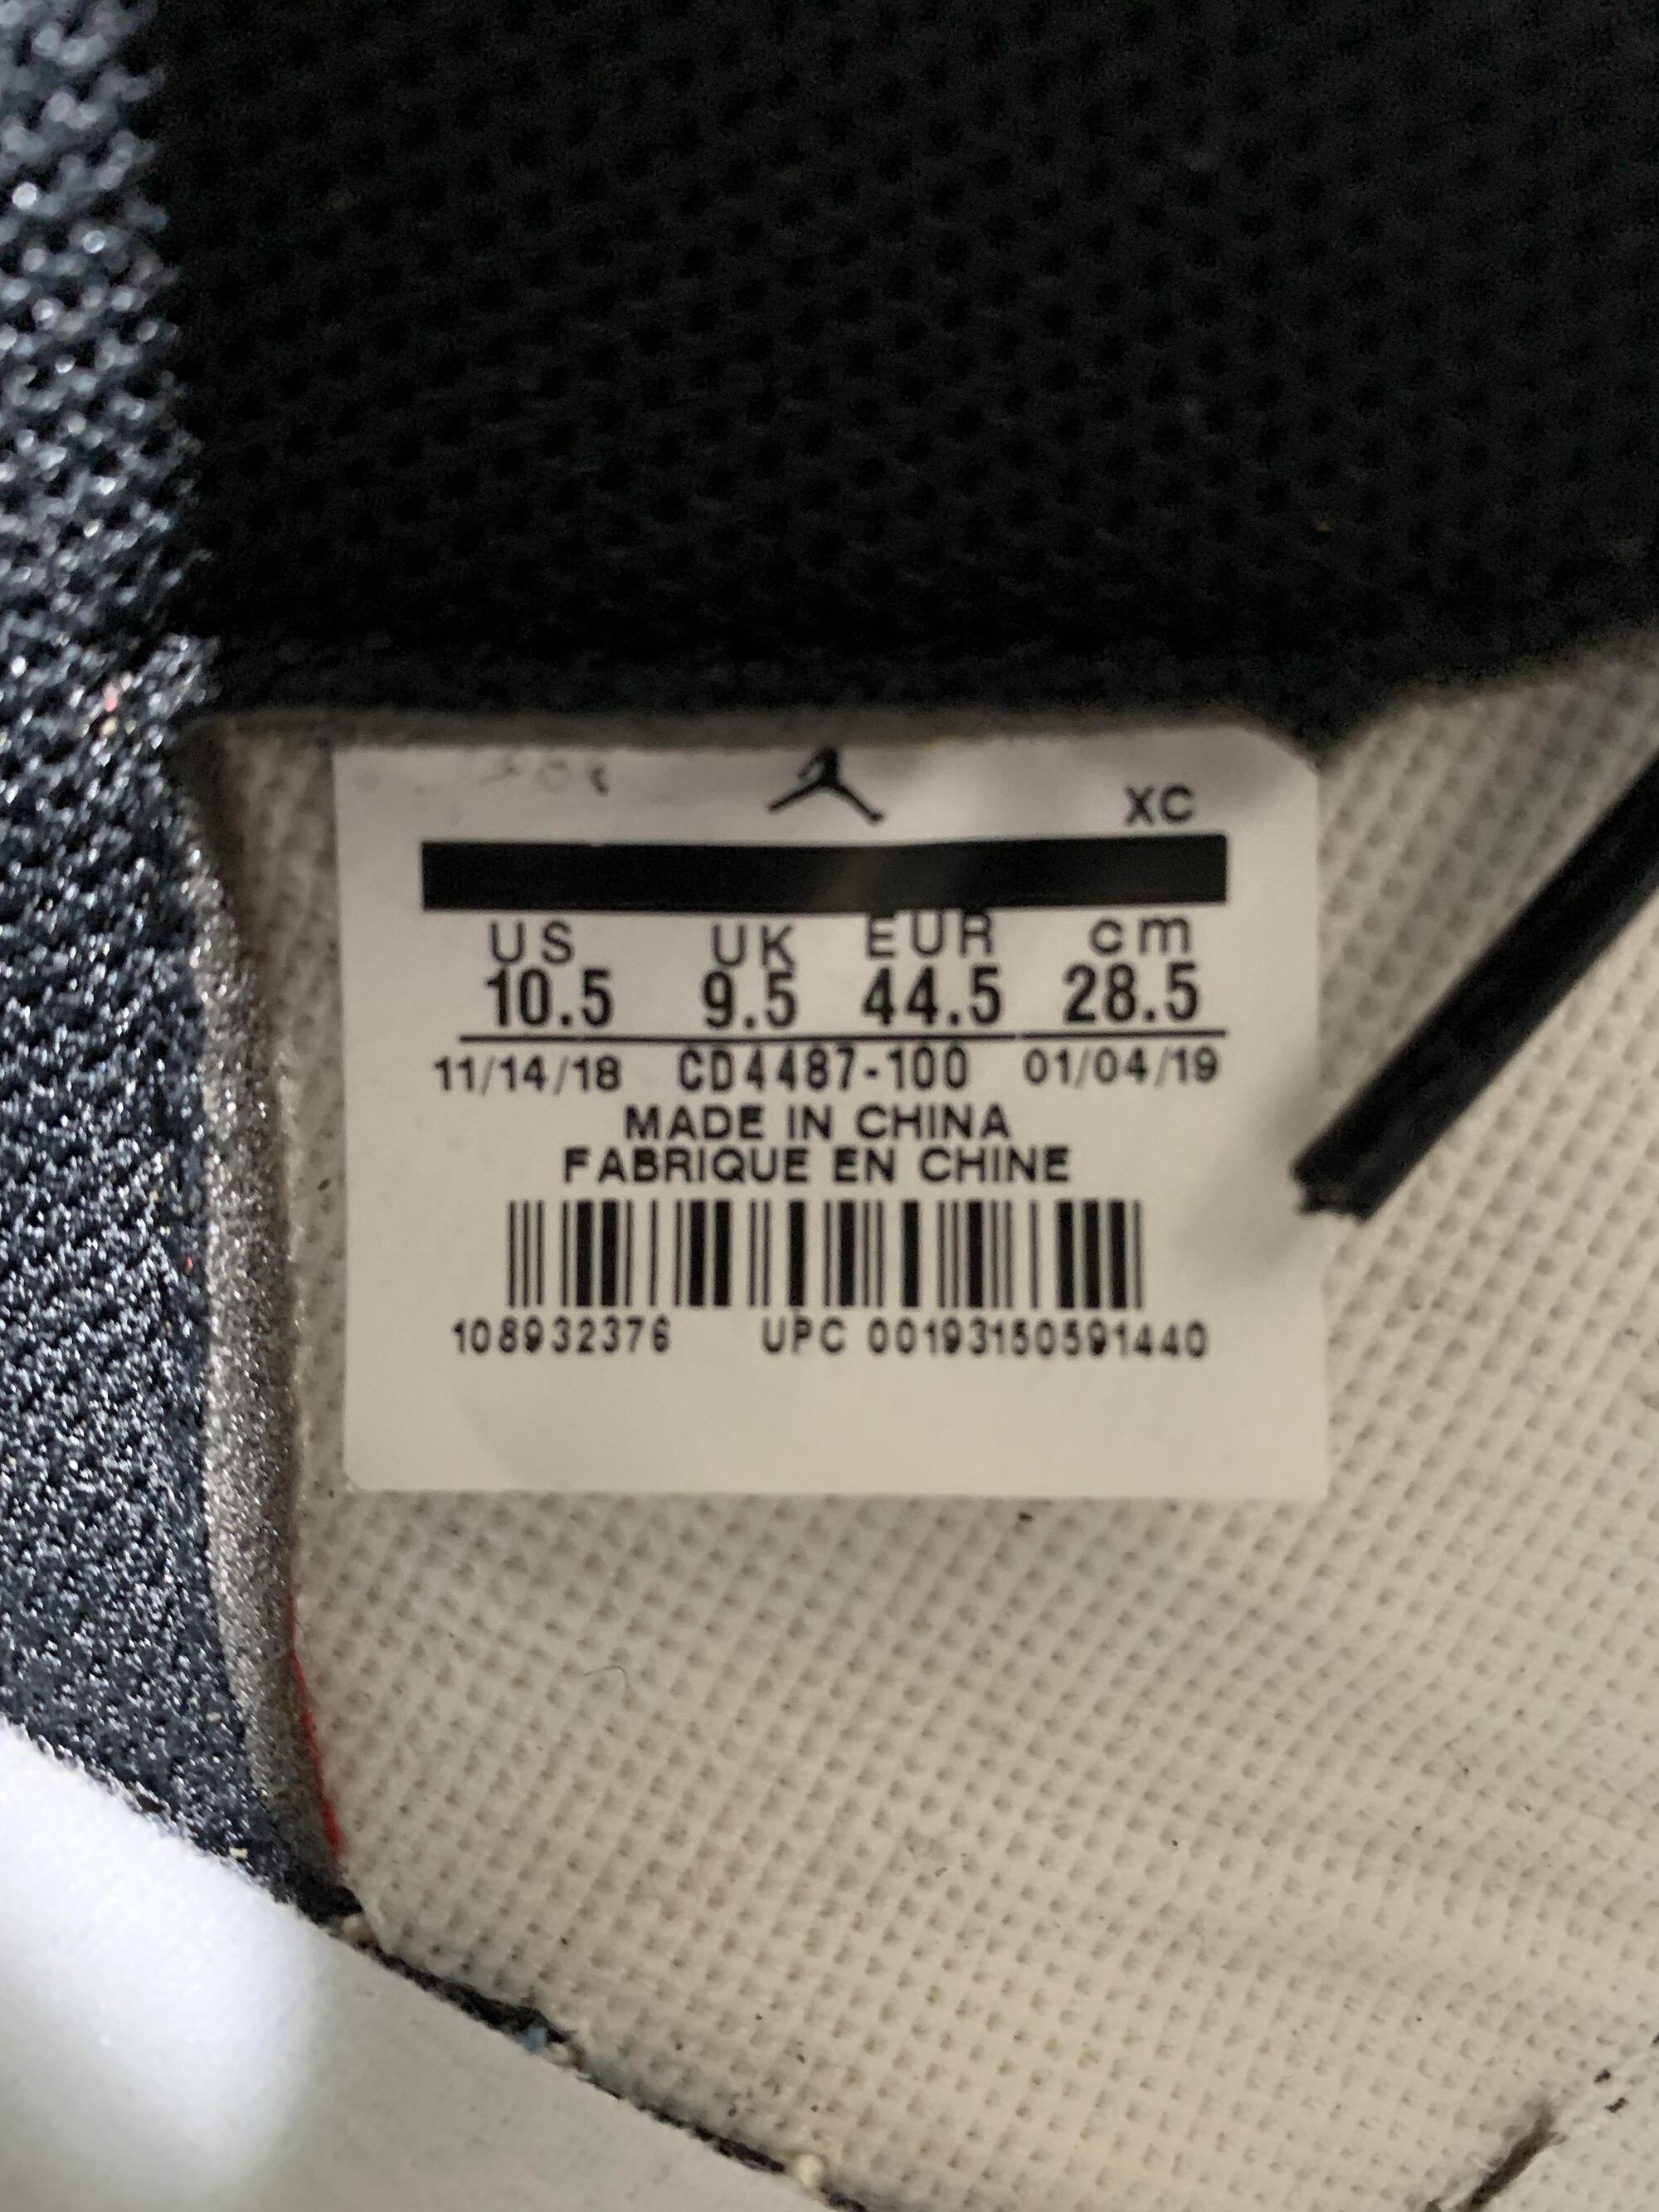 XC
US UK EUR cm
10.5 9.5 44.5 28.5
11/14/18 CD4487-100 01/04/19
MADE IN CHINA
FABRIQUE EN CHINE
108932376 UPC 00193150591440